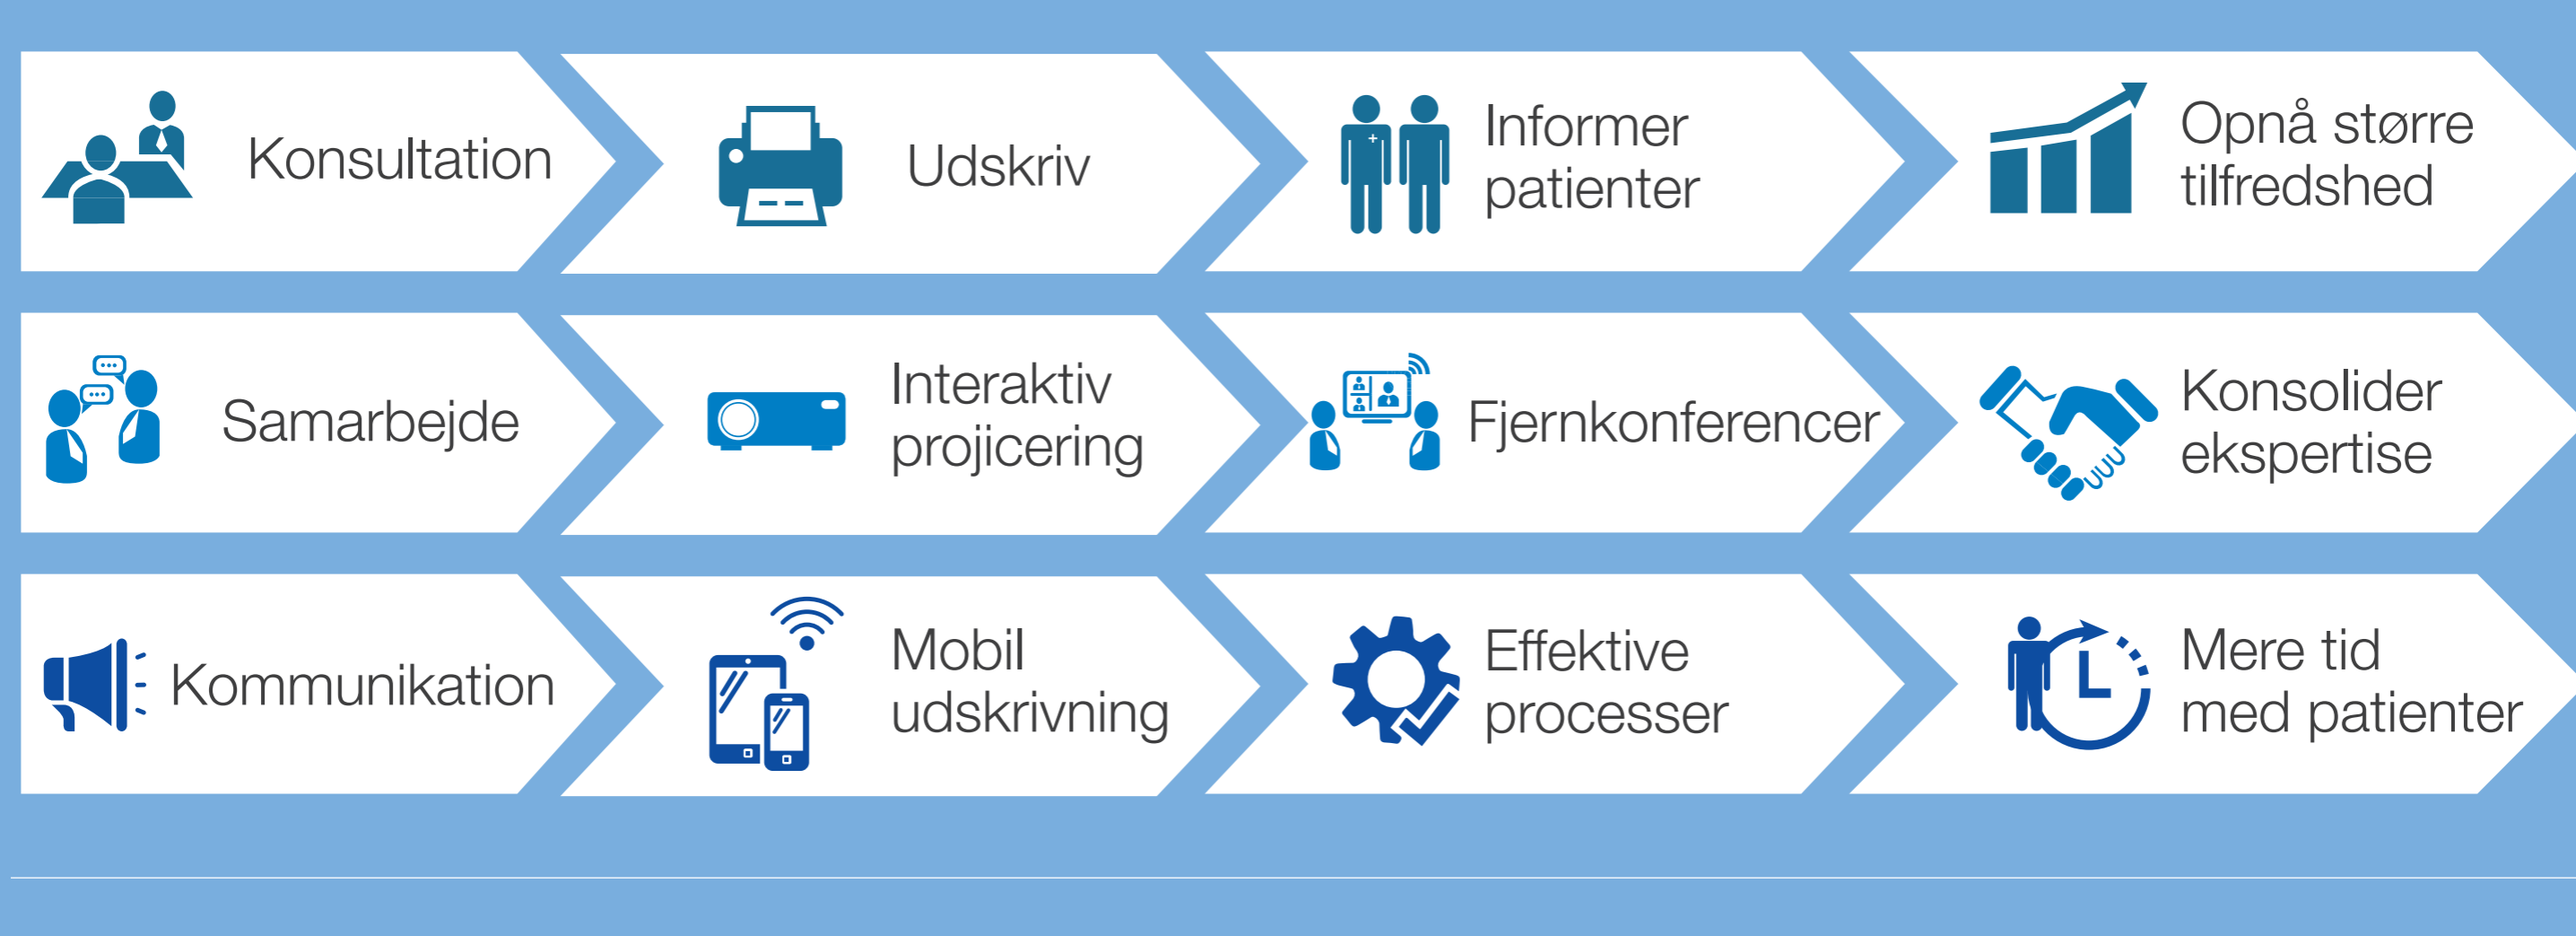 Konsultation
Udskriv
Informer
patienter
Opnå større
tilfredshed
Samarbejde
Interaktiv
projicering
Fjernkonferencer
Konsolider
ekspertise
Kommunikation
Mobil
udskrivning
Effektive
processer
Mere tid
med patienter